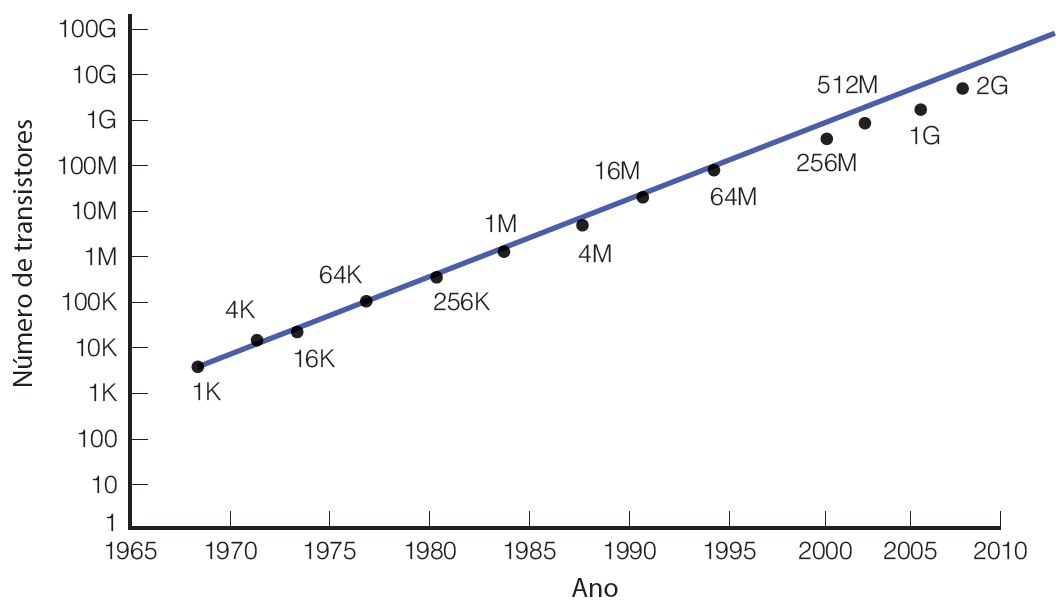 100G
10G
1G
100M
10M
1M
100K
10K
1K
100
10
1
Número de transistores
1K
4K
16K
64K
256K
1M
4M
16M
64M
256M
512M
1G
2G
1965 1970 1975 1980 1985 1990 1995 2000 2005 2010
Ano